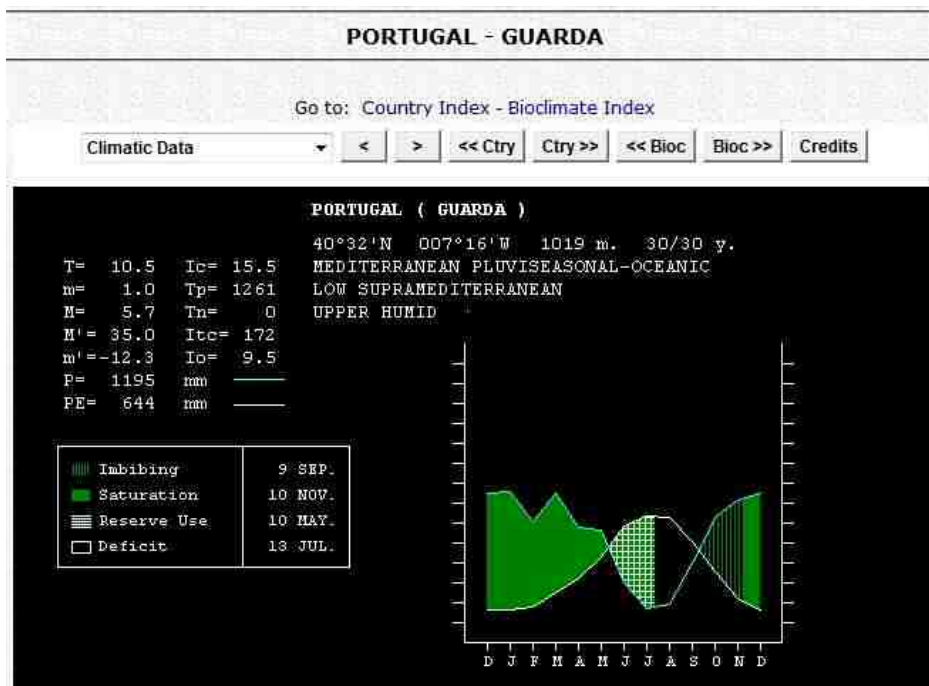 PORTUGAL - GUARDA
Go to: Country Index - Bioclimate Index
Climatic Data < > << Ctry Ctry >> << Bioc Bioc >> Credits
PORTUGAL ( GUARDA )
40°32'N 007°16'W 1019 m. 30/30 y.
MEDITERRANEAN PLUVISEASONAL-OCEANIC
LOW SUPRAMEDITERRANEAN
UPPER HUMID
T= 10.5 Ic= 15.5
m= 1.0 Tp= 1261
M= 5.7 Tn= 0
M'= 35.0 Itc= 172
m'=-12.3 Io= 9.5
P= 1195 mm
PE= 644 mm
Imbibing 9 SEP.
Saturation 10 NOV.
Reserve Use 10 MAY.
Deficit 13 JUL.
D J F M A M J J A S O N D